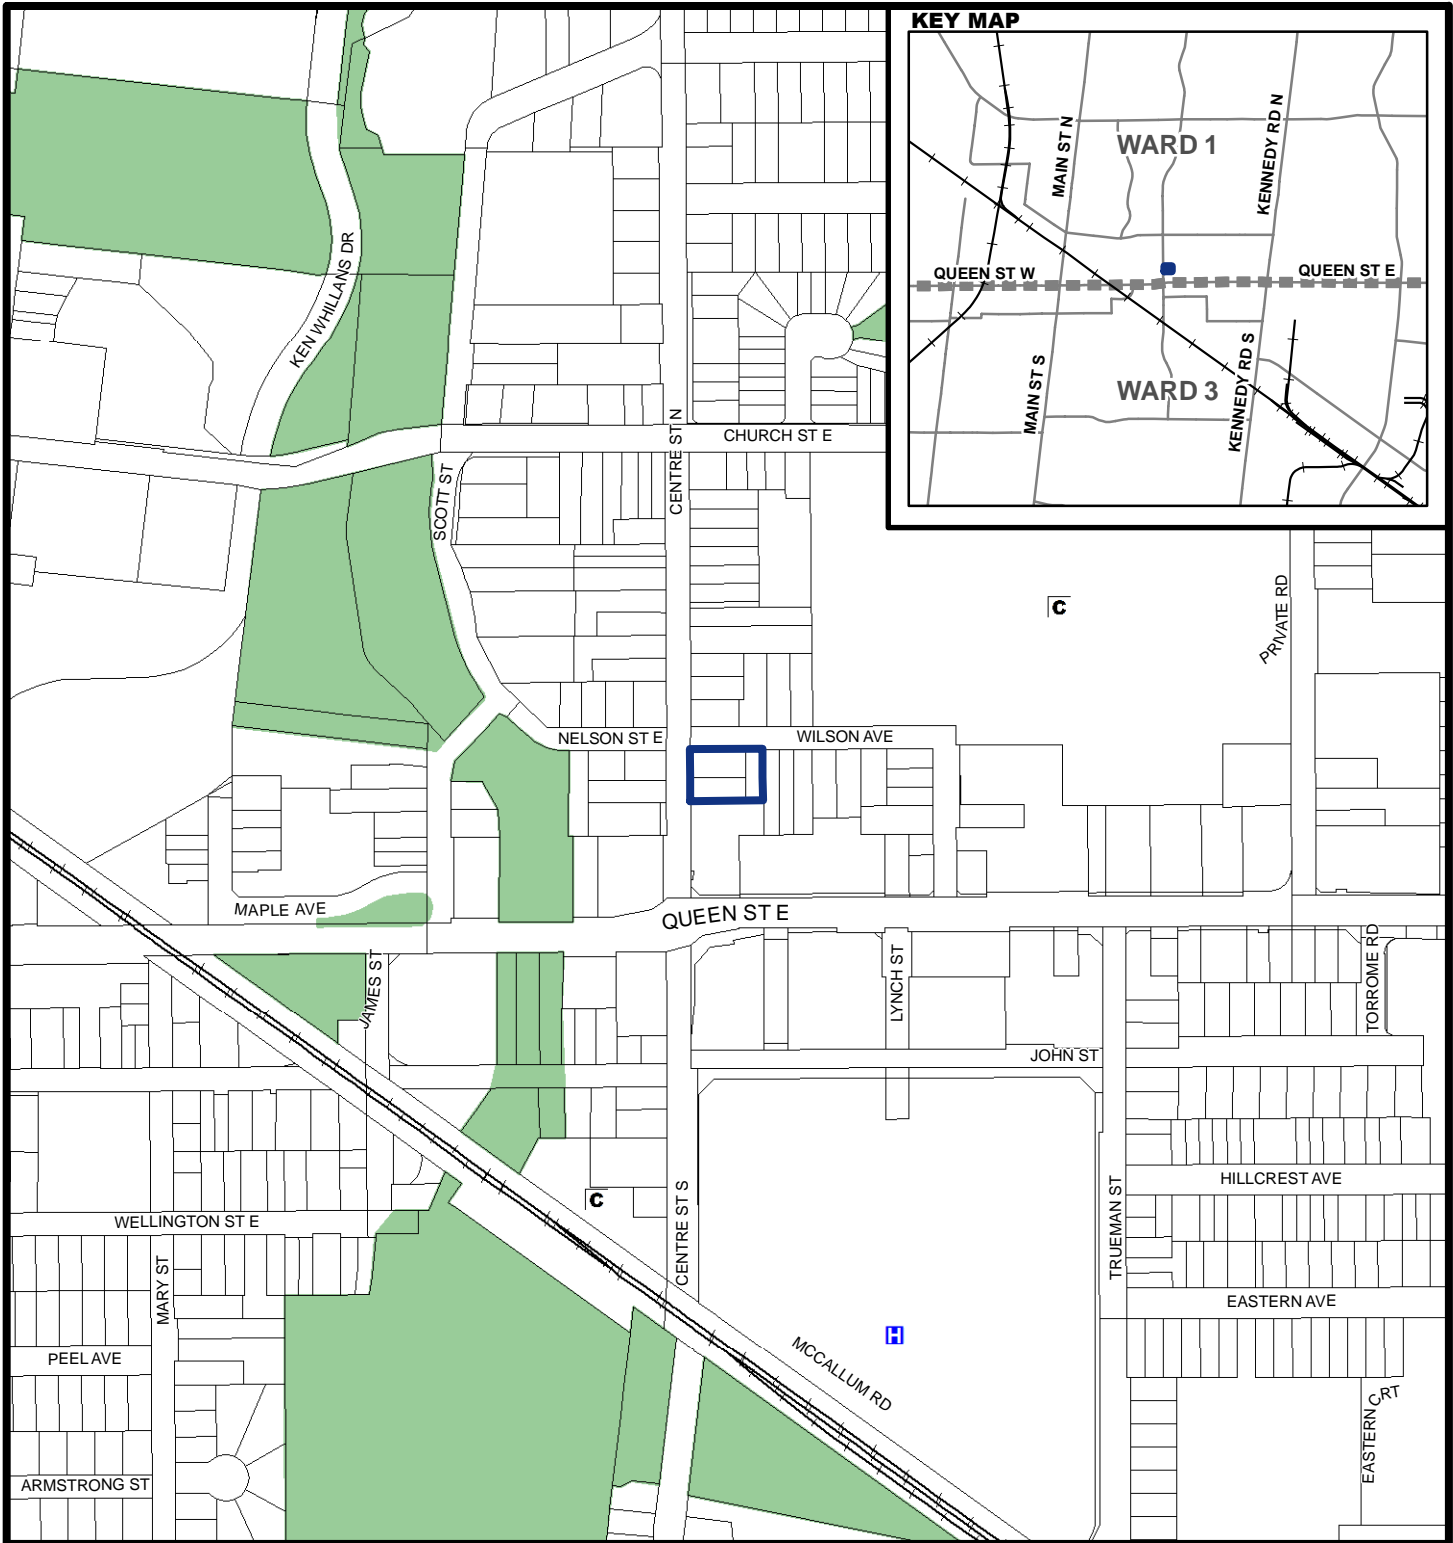 KEY MAP
WARD 1
MAIN ST N
KENNEDY RD N
QUEEN ST W
QUEEN ST E
MAIN ST S
WARD 3
KENNEDY RD S
KEN WHILLANS DR
CENTRE ST N
CHURCH ST E
SCOTT ST
C
PRIVATE RD
NELSON ST E
WILSON AVE
MAPLE AVE
QUEEN ST E
JAMES ST
LYNCH ST
TORROME RD
JOHN ST
C
CENTRE ST S
TRUEMAN ST
HILLCREST AVE
WELLINGTON ST E
MARY ST
EASTERN AVE
H
PEEL AVE
MCCALLUM RD
EASTERN CRT
ARMSTRONG ST